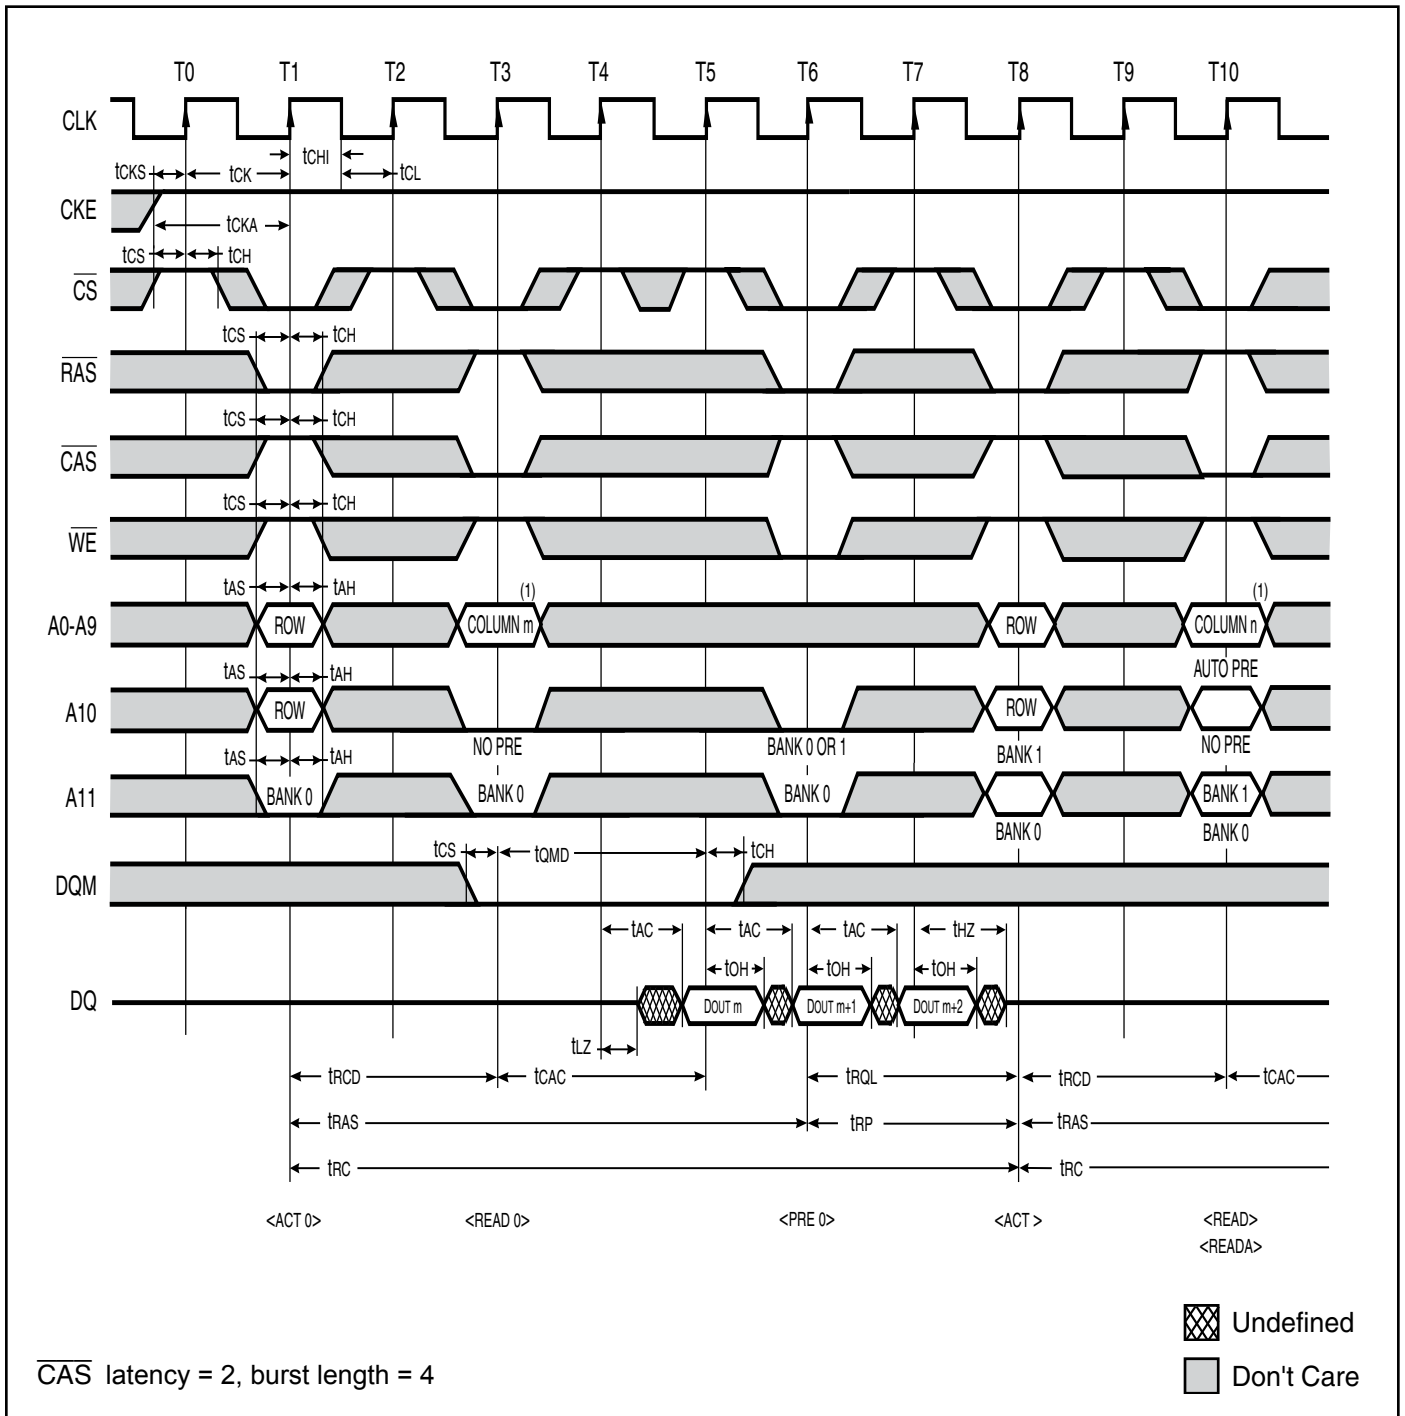 T0 T1 T2 T3 T4 T5 T6 T7 T8 T9 T10
CLK
tCHI
tCKS tCK tCL
CKE
tCKA
tCS tCH
CS
tCS tCH
RAS
tCS tCH
CAS
tCS tCH
WE
tAS tAH (1) (1)
A0-A9 ROW COLUMN m ROW COLUMN n
tAS tAH AUTO PRE
A10 ROW ROW
NO PRE BANK 0 OR 1 BANK 1 NO PRE
tAS tAH
A11 BANK 0 BANK 0 BANK 0 BANK 1
BANK 0 BANK 0
tCS tQMD tCH
DQM
tAC tAC tAC tHZ
tOH tOH tOH
DQ DOUT m DOUT m+1 DOUT m+2
tLZ
tRCD tCAC tRQL tRCD tCAC
tRAS tRP tRAS
tRC tRC
<ACT 0> <READ 0> <PRE 0> <ACT > <READ>
<READA>
Undefined
CAS latency = 2, burst length = 4
Don't Care